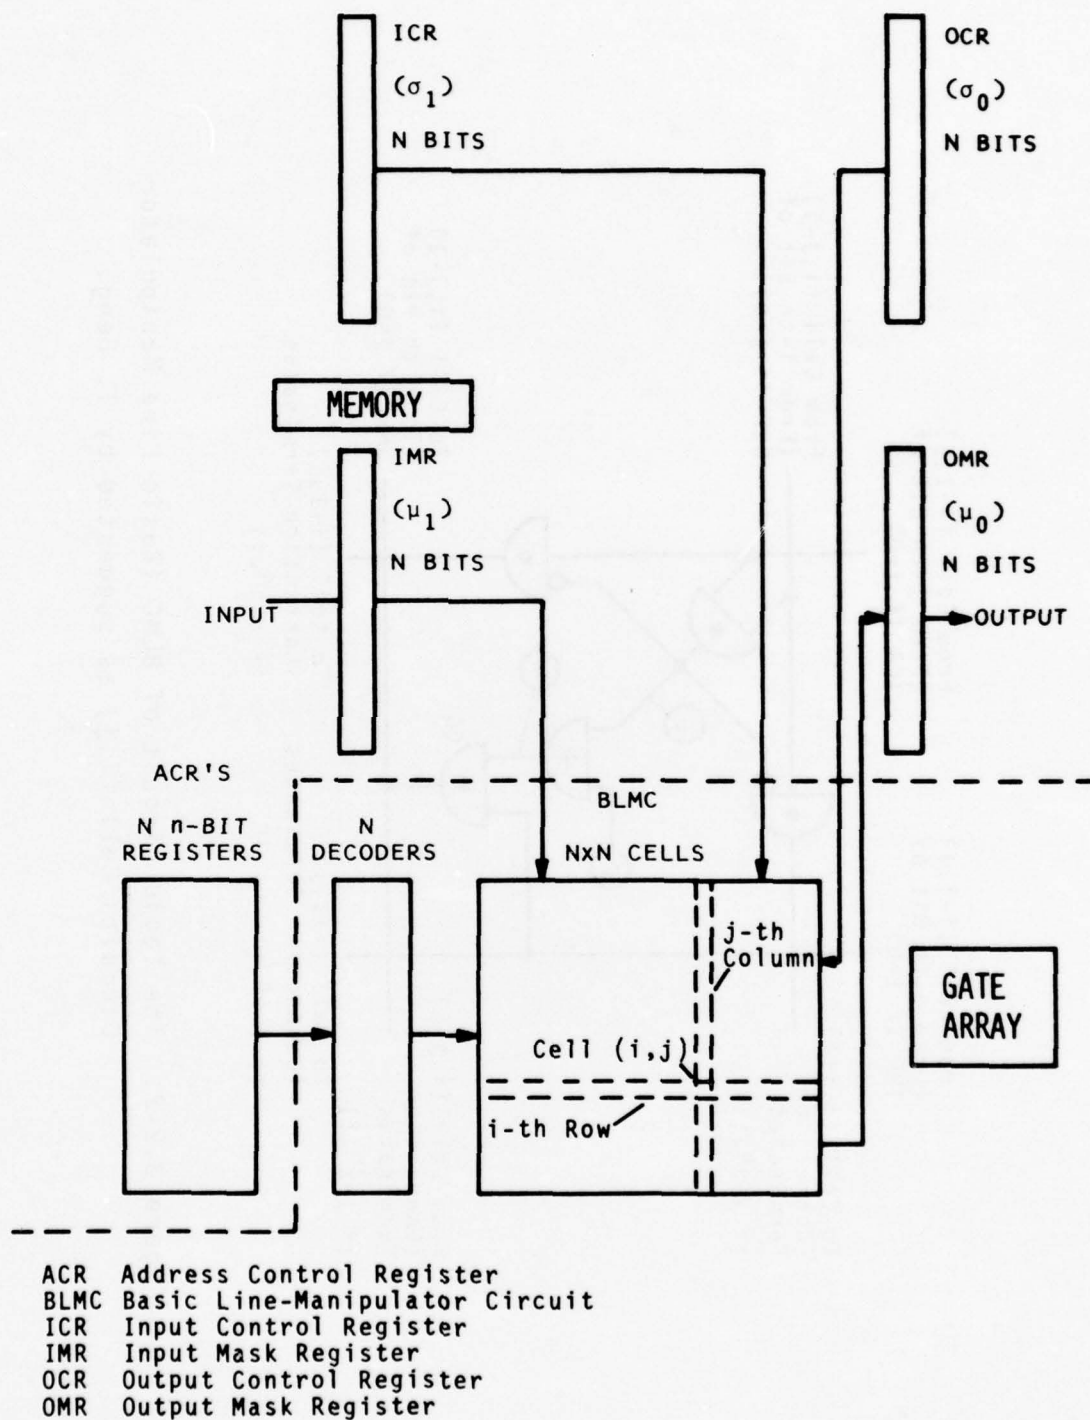 ICR
(σ1)
N BITS
OCR
(σ0)
N BITS
MEMORY
IMR
(μ1)
N BITS
INPUT
OMR
(μ0)
N BITS
OUTPUT
ACR'S
N n-BIT
REGISTERS
N
DECODERS
BLMC
NxN CELLS
j-th
Column
Cell (i,j)
i-th Row
GATE
ARRAY
ACR Address Control Register
BLMC Basic Line-Manipulator Circuit
ICR Input Control Register
IMR Input Mask Register
OCR Output Control Register
OMR Output Mask Register